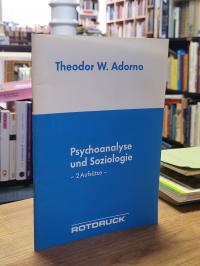 Theodor W. Adorno
Psychoanalyse
und Soziologie
– 2 Aufsätze –
ROTDRUCK